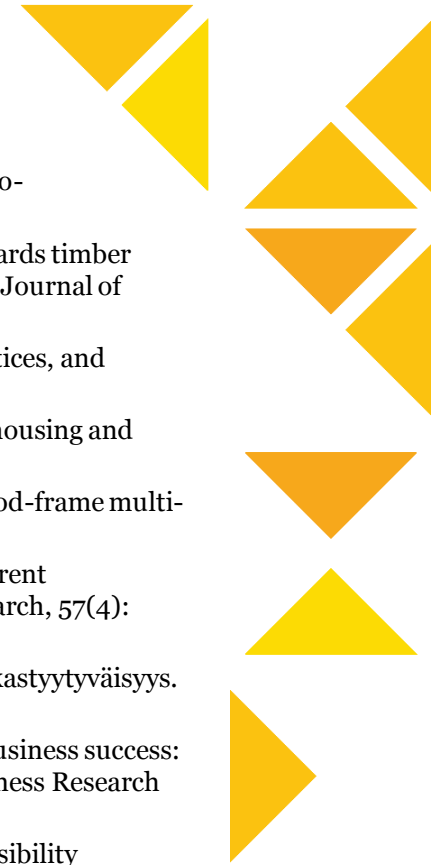 o-
ards timber
Journal of
tices, and
housing and
od-frame multi-
rent
arch, 57(4):
kastyytyväisyys.
usiness success:
ness Research
sibility